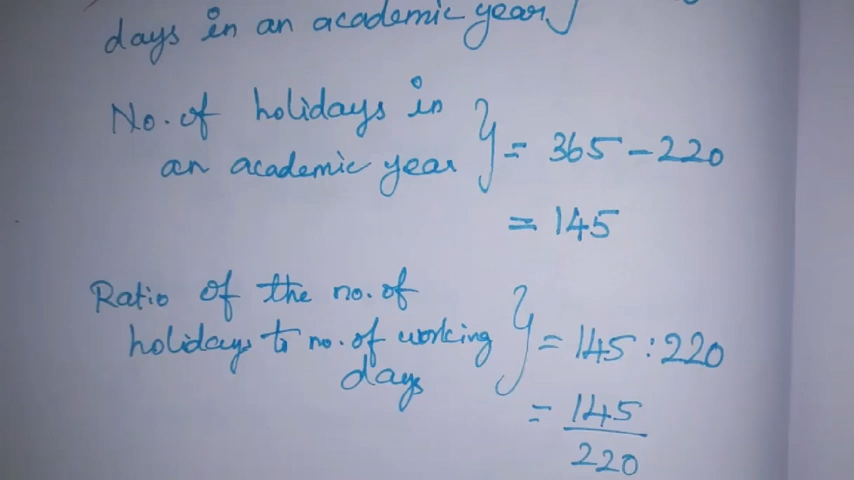 days in an academic year
No. of holidays in
an academic year } = 365 - 220
= 145
Ratio of the no. of
holidays to no. of working
days } = 145 : 220
= 145
220